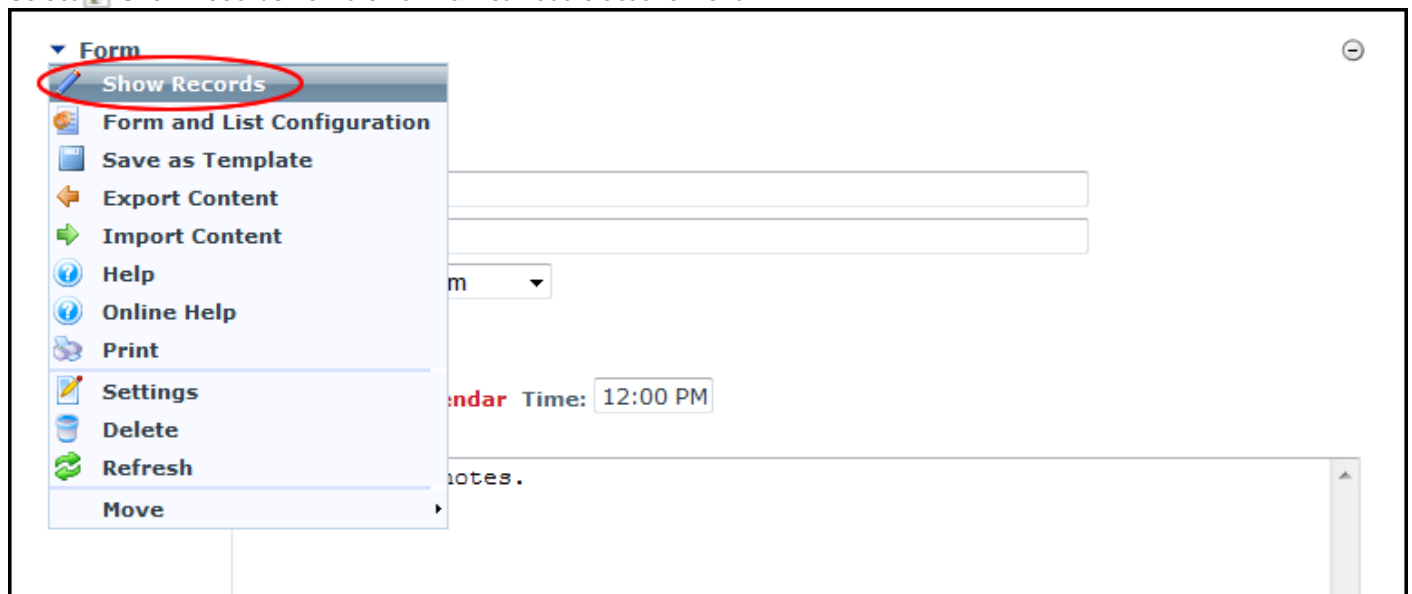 Form
Show Records
Form and List Configuration
Save as Template
Export Content
Import Content
Help
m
Online Help
Print
Settings
endar Time: 12:00 PM
Delete
Refresh
notes.
Move